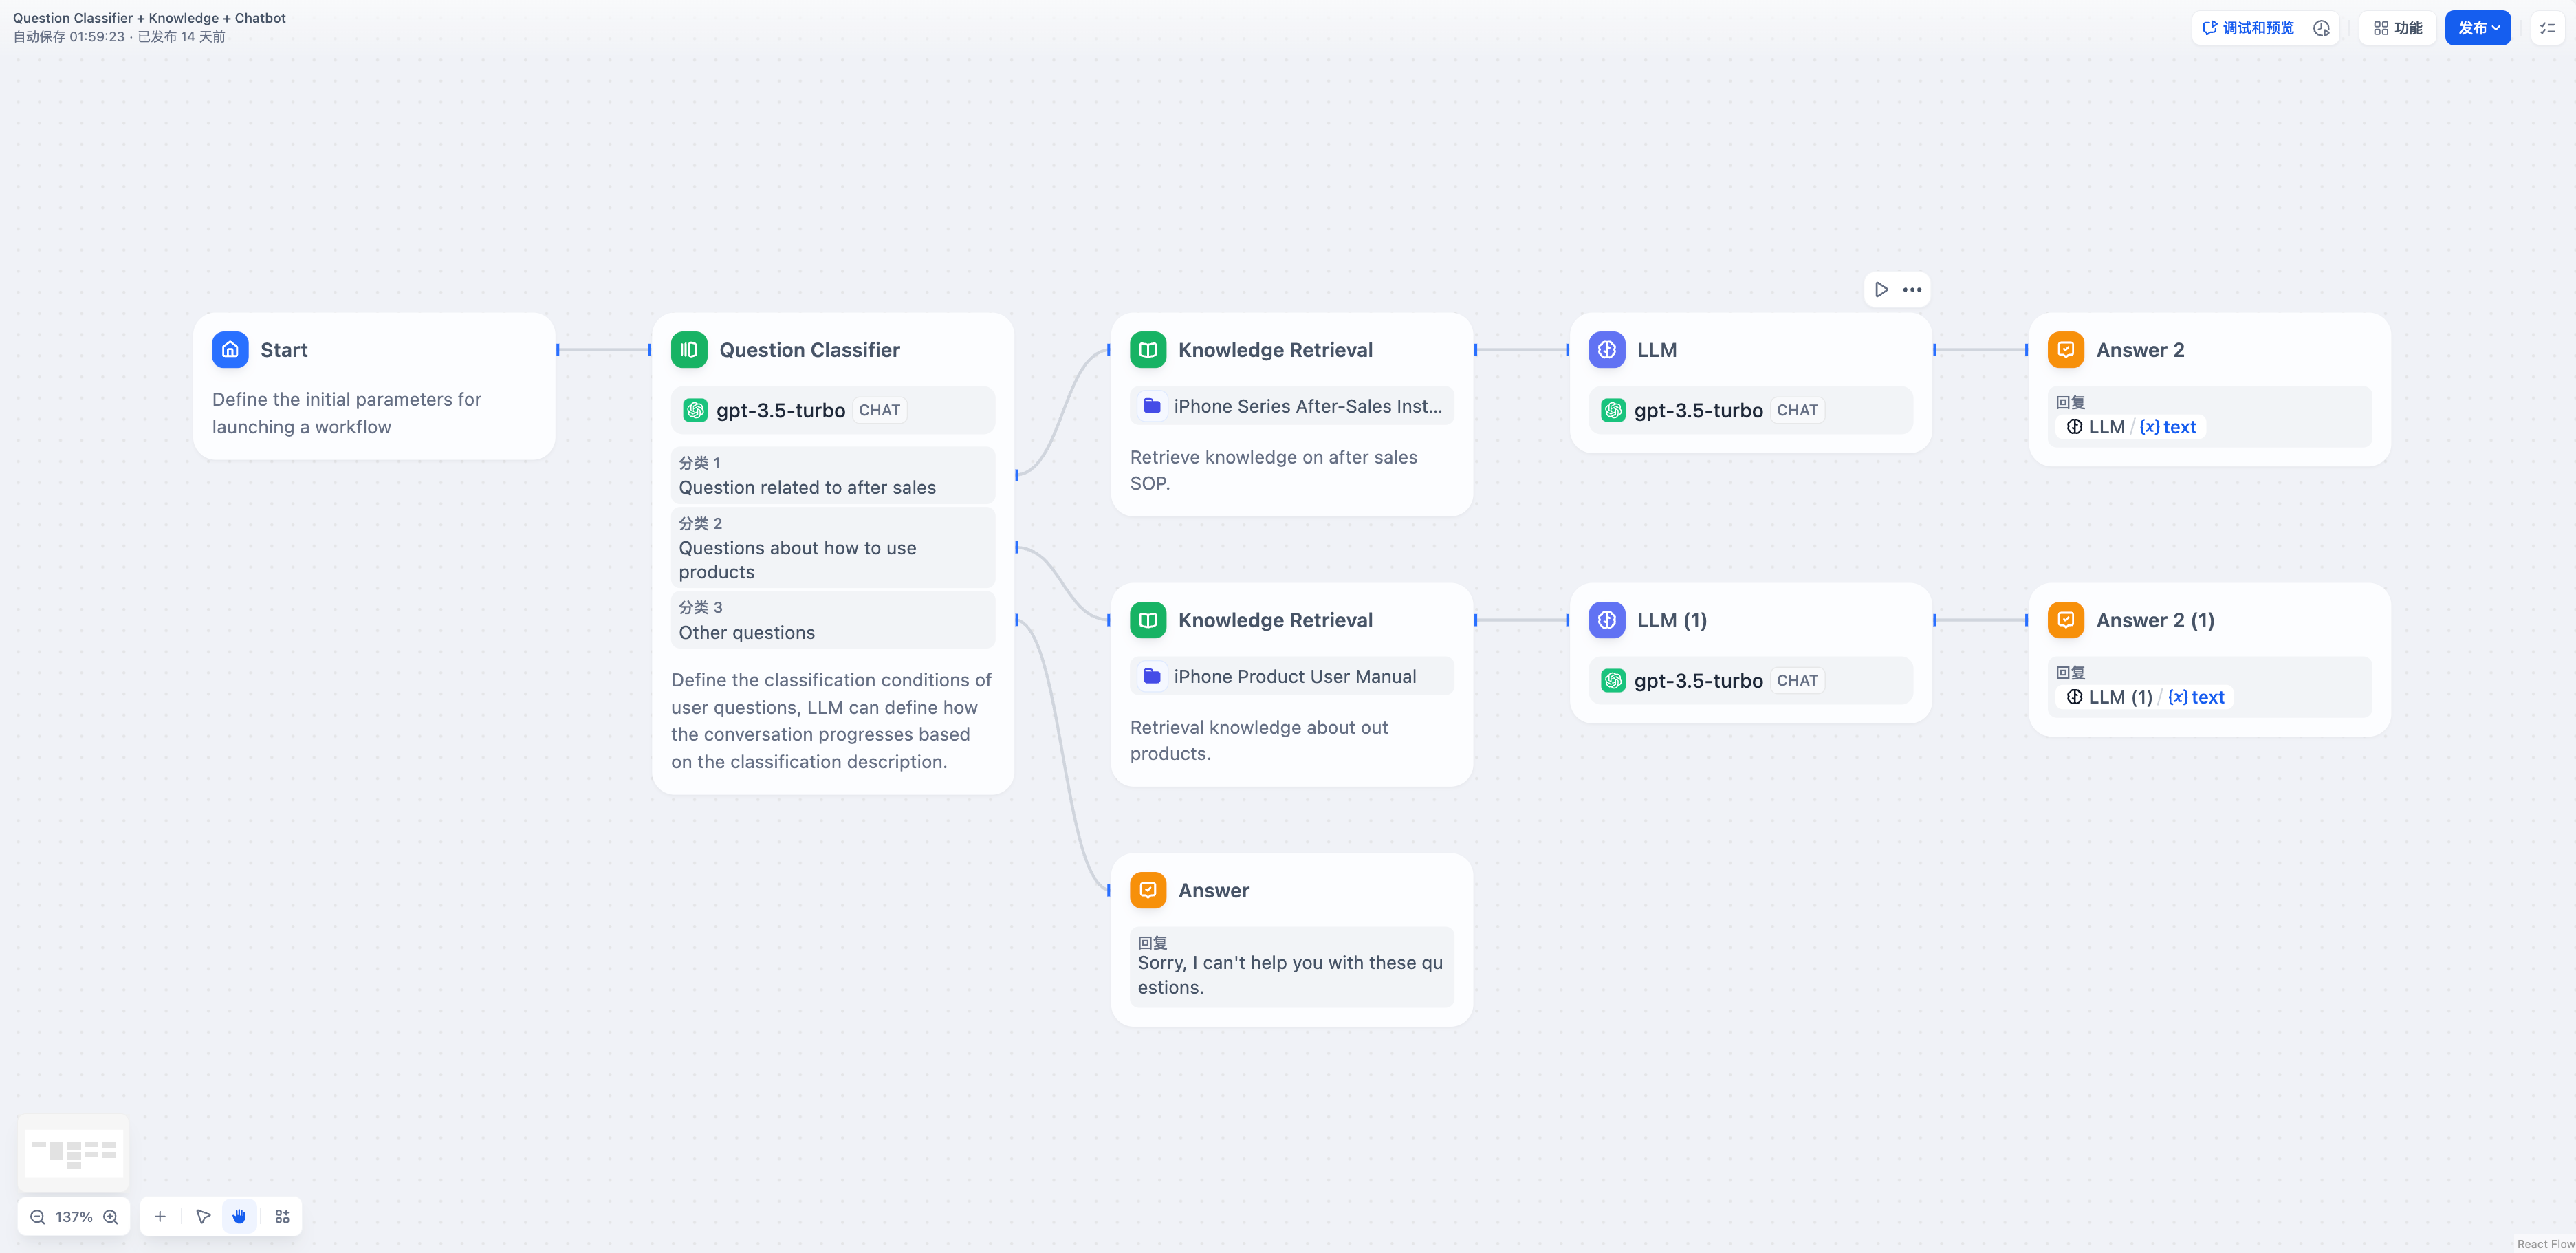 Question Classifier + Knowledge + Chatbot
自动保存 01:59:23 · 已发布 14 天前
调试和预览
功能
发布
Start
Define the initial parameters for
launching a workflow
Question Classifier
gpt-3.5-turbo CHAT
分类 1
Question related to after sales
分类 2
Questions about how to use
products
分类 3
Other questions
Define the classification conditions of
user questions, LLM can define how
the conversation progresses based
on the classification description.
Knowledge Retrieval
iPhone Series After-Sales Inst...
Retrieve knowledge on after sales
SOP.
LLM
gpt-3.5-turbo CHAT
Answer 2
回复
LLM / {x} text
Knowledge Retrieval
iPhone Product User Manual
Retrieval knowledge about out
products.
LLM (1)
gpt-3.5-turbo CHAT
Answer 2 (1)
回复
LLM (1) / {x} text
Answer
回复
Sorry, I can't help you with these qu
estions.
137%
React Flow